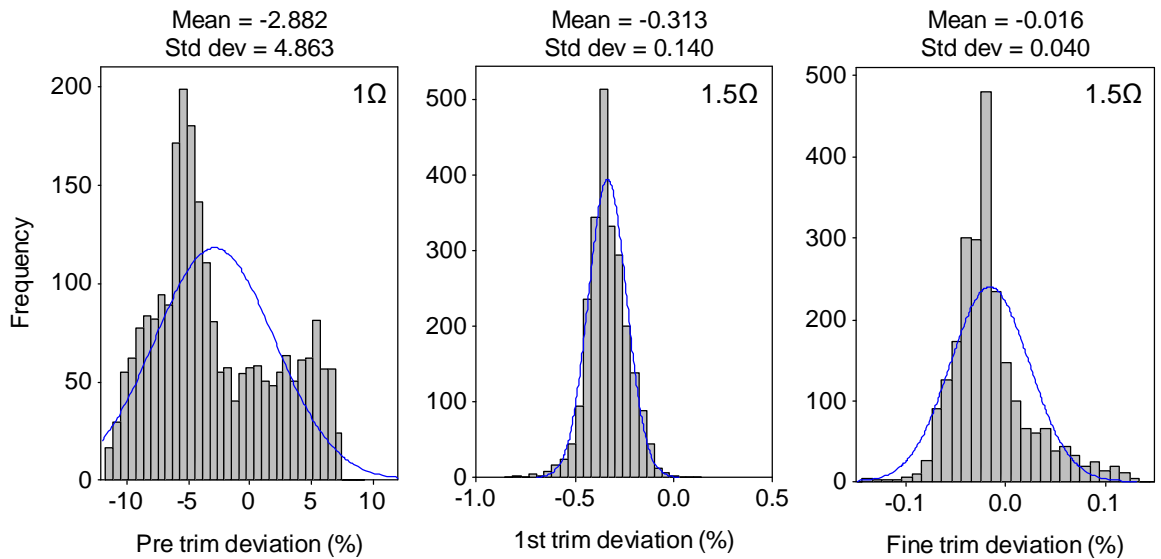 Mean = -2.882
Std dev = 4.863
Mean = -0.313
Std dev = 0.140
Mean = -0.016
Std dev = 0.040
1Ω
1.5Ω
1.5Ω
Frequency
200
150
100
50
0
500
400
300
200
100
0
500
400
300
200
100
0
-10 -5 0 5 10
-1.0 -0.5 0.0 0.5
-0.1 0.0 0.1
Pre trim deviation (%)
1st trim deviation (%)
Fine trim deviation (%)